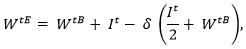 W^{tE} = W^{tB} + I^t - δ (I^t/2 + W^{tB}),